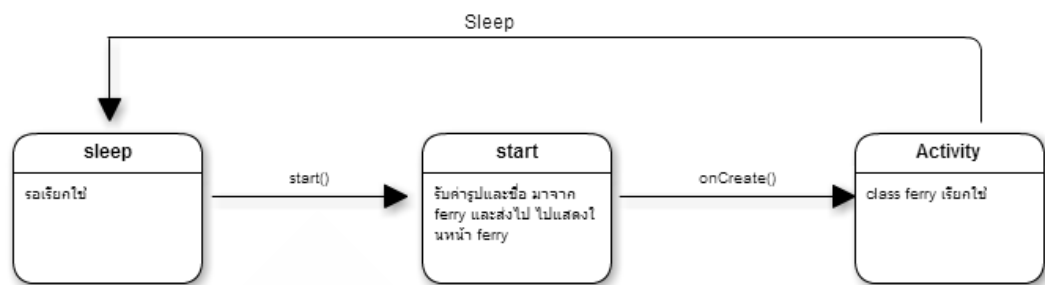 Sleep
sleep
รอเรียกใช้
start()
start
รับค่ารูปและชื่อ มาจาก
ferry และส่งไป ไปแสดงใ
นหน้า ferry
onCreate()
Activity
class ferry เรียกใช้